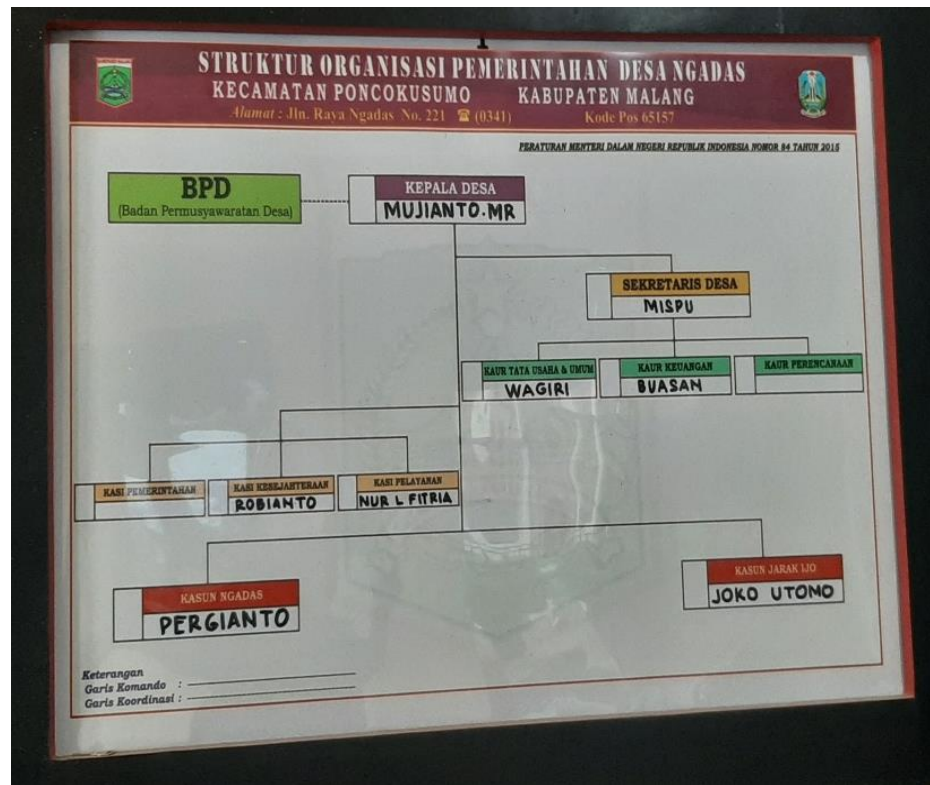 STRUKTUR ORGANISASI PEMERINTAHAN DESA NGADAS
KECAMATAN PONCOKUSUMO KABUPATEN MALANG
Alamat : Jln. Raya Ngadas No. 221 ☎ (0341) Kode Pos 65157
PERATURAN MENTERI DALAM NEGERI REPUBLIK INDONESIA NOMOR 84 TAHUN 2015
BPD
(Badan Permusyawaratan Desa)
KEPALA DESA
MUJIANTO.MR
SEKRETARIS DESA
MISPU
KAUR TATA USAHA & UMUM
WAGIRI
KAUR KEUANGAN
BUASAN
KAUR PERENCANAAN
KASI PEMERINTAHAN
KASI KESEJAHTERAAN
ROBIANTO
KASI PELAYANAN
NUR L FITRIA
KASUN NGADAS
PERGIANTO
KASUN JARAK IJO
JOKO UTOMO
Keterangan
Garis Komando :
Garis Koordinasi :